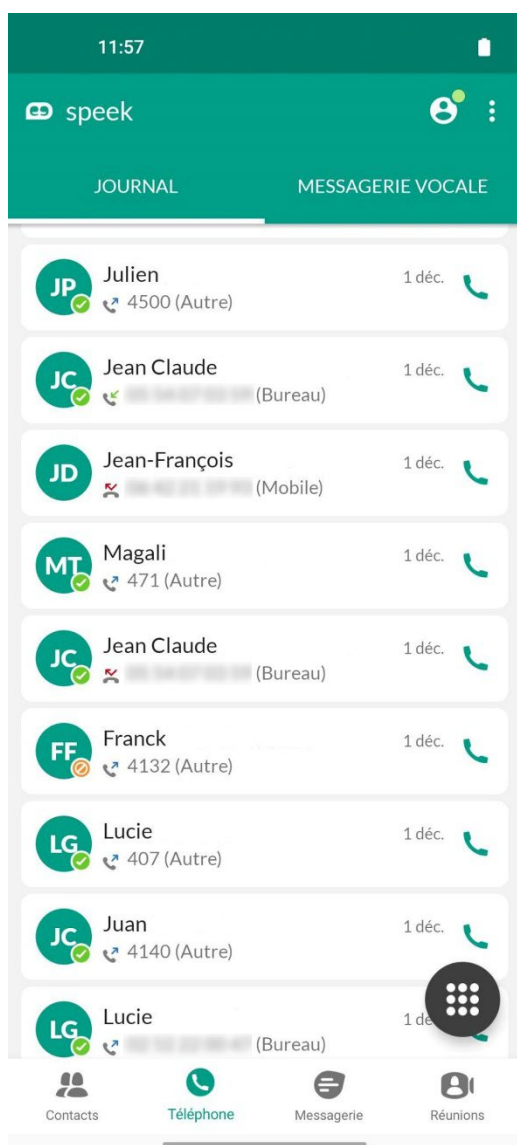 11:57
speek
JOURNAL MESSAGERIE VOCALE
JP Julien 1 déc.
4500 (Autre)
JC Jean Claude 1 déc.
(Bureau)
JD Jean-François 1 déc.
(Mobile)
MT Magali 1 déc.
471 (Autre)
JC Jean Claude 1 déc.
(Bureau)
FF Franck 1 déc.
4132 (Autre)
LG Lucie 1 déc.
407 (Autre)
JC Juan 1 déc.
4140 (Autre)
LG Lucie 1
(Bureau)
Contacts Téléphone Messagerie Réunions